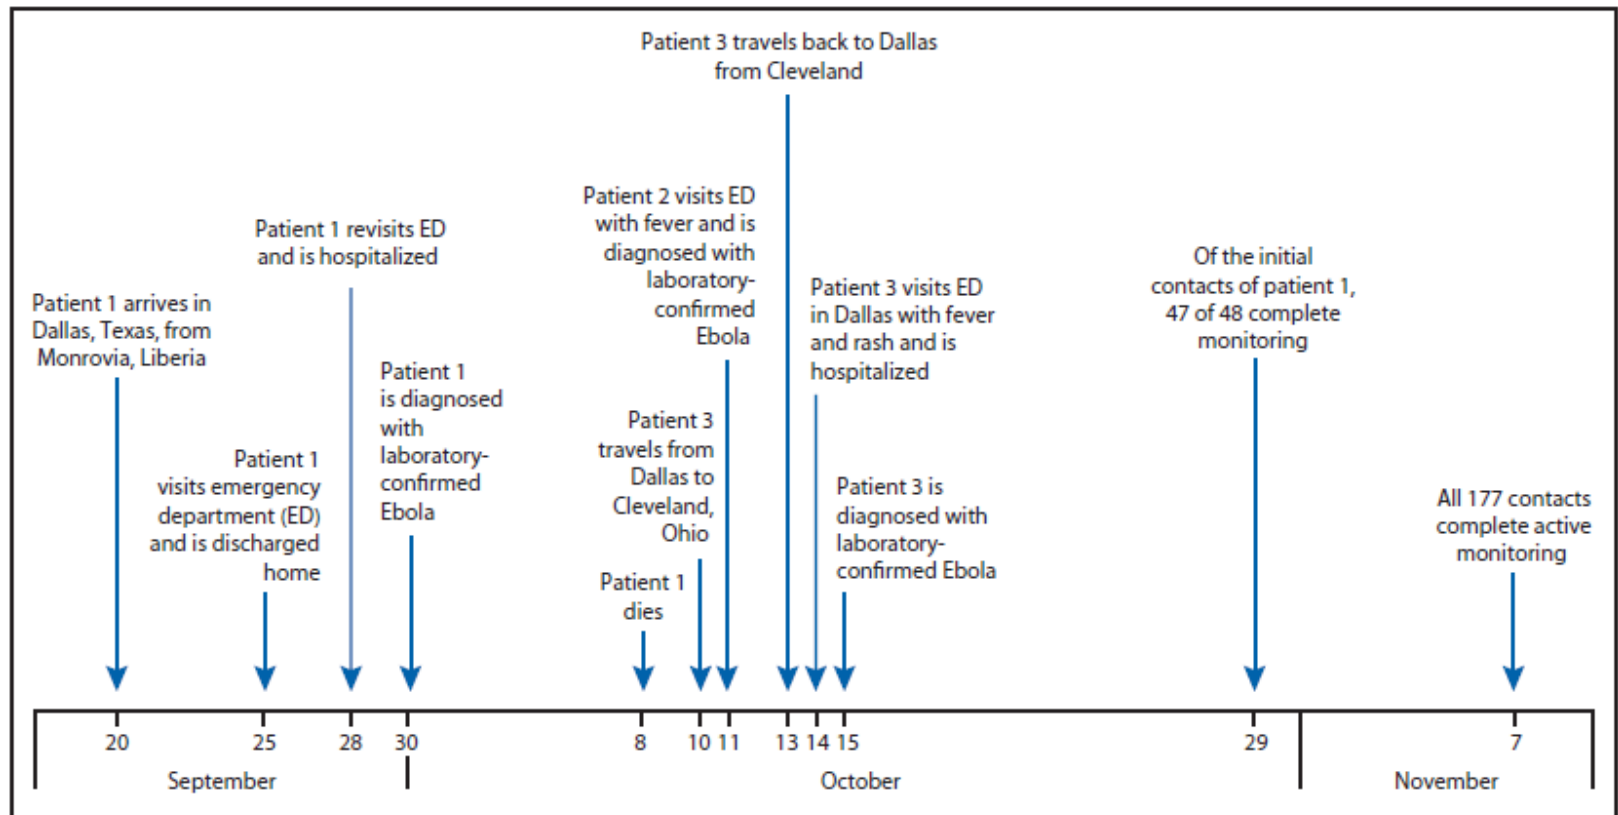 Patient 3 travels back to Dallas
from Cleveland
Patient 2 visits ED
with fever and is
diagnosed with
laboratory-
confirmed
Ebola
Patient 1 revisits ED
and is hospitalized
Of the initial
contacts of patient 1,
47 of 48 complete
monitoring
Patient 3 visits ED
in Dallas with fever
and rash and is
hospitalized
Patient 1 arrives in
Dallas, Texas, from
Monrovia, Liberia
Patient 1
is diagnosed
with
laboratory-
confirmed
Ebola
Patient 3
travels from
Dallas to
Cleveland,
Ohio
Patient 1
visits emergency
department (ED)
and is discharged
home
Patient 3 is
diagnosed with
laboratory-
confirmed Ebola
All 177 contacts
complete active
monitoring
Patient 1
dies
20 25 28 30 8 10 11 13 14 15 29 7
September October November